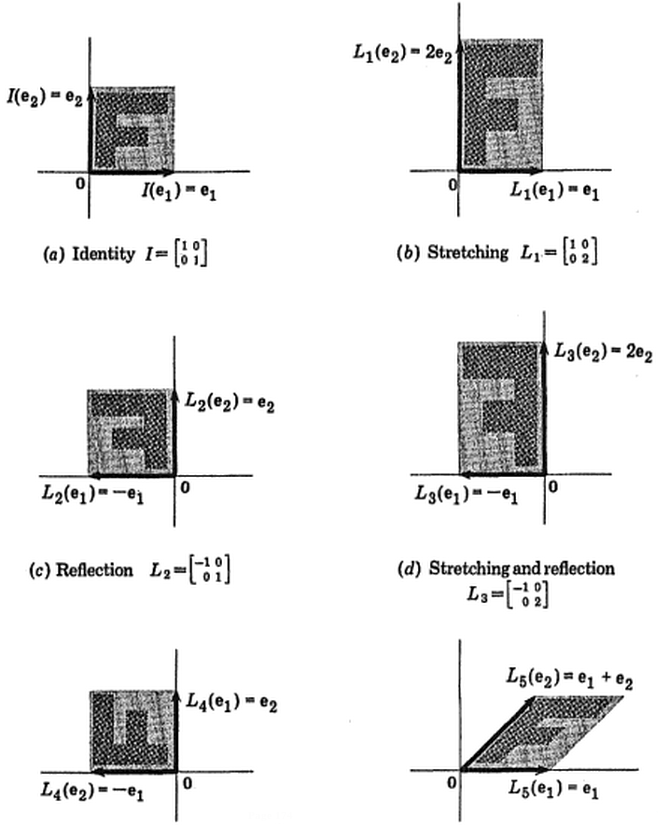 I(e₂) = e₂
0
I(e₁) = e₁
(a) Identity I = [1 0
0 1]
L₁(e₂) = 2e₂
0
L₁(e₁) = e₁
(b) Stretching L₁ = [1 0
0 2]
L₂(e₂) = e₂
L₂(e₁) = −e₁
0
(c) Reflection L₂ = [−1 0
0 1]
L₃(e₂) = 2e₂
L₃(e₁) = −e₁
0
(d) Stretching and reflection
L₃ = [−1 0
0 2]
L₄(e₁) = e₂
L₄(e₂) = −e₁
0
L₅(e₂) = e₁ + e₂
0
L₅(e₁) = e₁